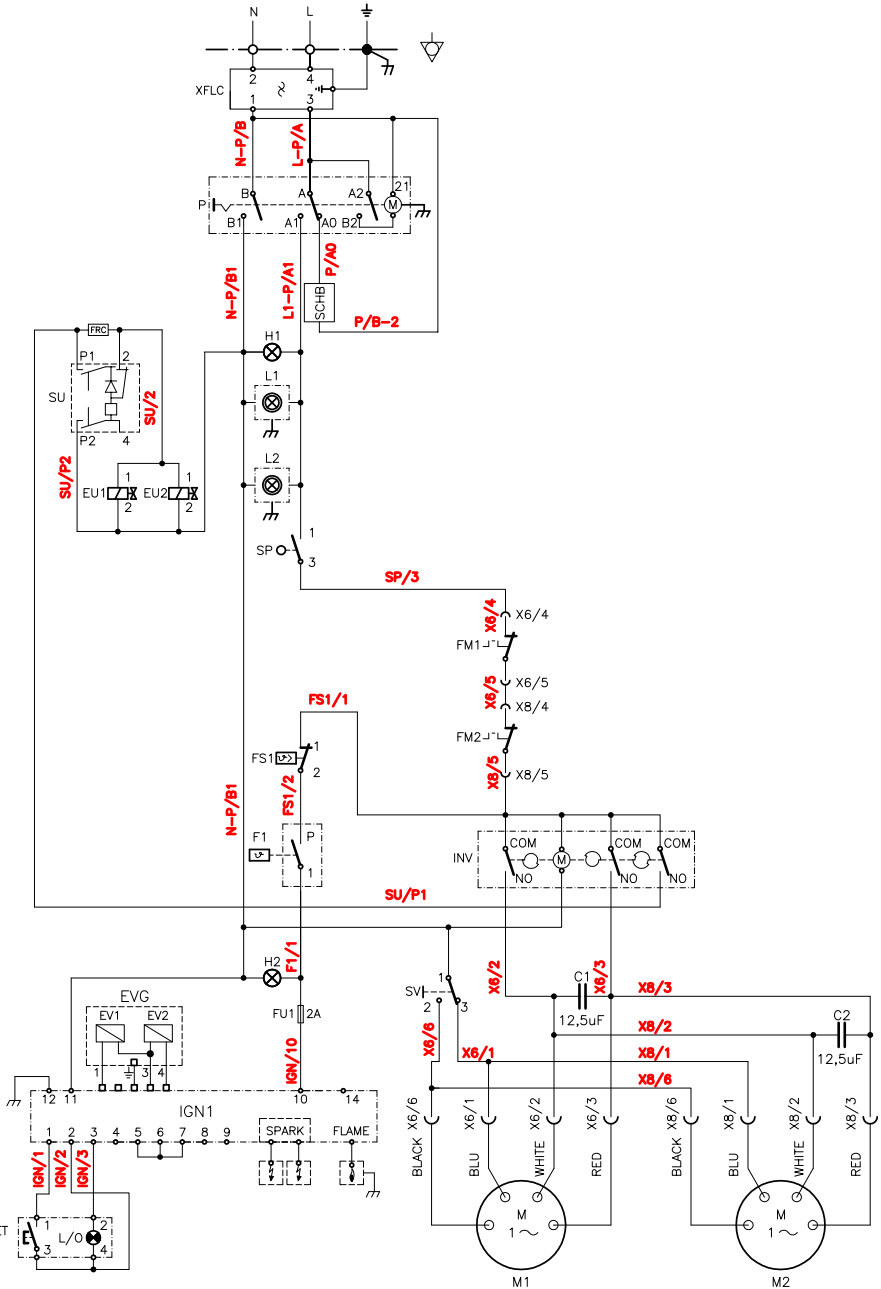 N L
2 4
XFLC
1 3
N-P/B
L-P/A
B A A2 21
P M
B1 A1 A0 B2
N-P/B1
L1-P/A1
P/A0
SCHB
P/B-2
FRC
H1
P1 2
L1
SU
SU/2
P2 4
L2
SU/P2
1 1
EU1 EU2
2 2
1
SP
3
SP/3
X6/4
X6/4
FM1
X6/5
X6/5
X8/4
FS1/1
FM2
1
FS1
2
X8/5
X8/5
FS1/2
N-P/B1
F1 P
1
COM COM COM
INV M
NO NO NO
SU/P1
F1/1
H2
X6/2
C1
X6/3
1
SV
2 3
X8/3
12,5uF
EVG
EV1 EV2
FU1 2A
C2
X6/6
X8/2
12,5uF
X6/1
X8/1
1 3 4
IGN/10
X8/6
12 11 10 14
IGN1
X6/6 X6/1 X6/2 X6/3 X8/6 X8/1 X8/2 X8/3
SPARK FLAME
1 2 3 4 5 6 7 8 9
BLACK BLU WHITE RED BLACK BLU WHITE RED
IGN/1 IGN/2 IGN/3
ET
1 2
L/O
3 4
M M
1 1
M1 M2